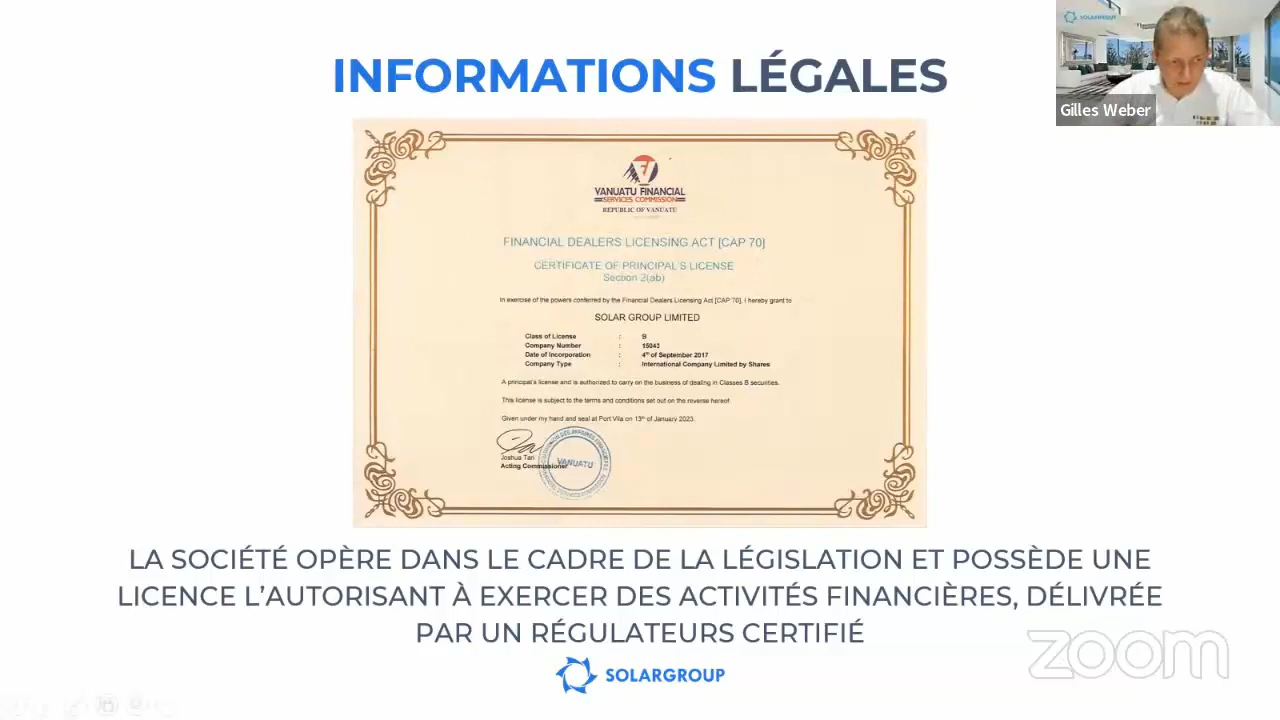 SOLARGROUP
Gilles Weber
INFORMATIONS LÉGALES
VANUATU FINANCIAL
SERVICES COMMISSION
REPUBLIC OF VANUATU
FINANCIAL DEALERS LICENSING ACT [CAP 70]
CERTIFICATE OF PRINCIPAL'S LICENSE
Section 2(ab)
In exercise of the powers conferred by the Financial Dealers Licensing Act [CAP 70], I hereby grant to
SOLAR GROUP LIMITED
Class of License : B
Company Number : 15043
Date of Incorporation : 4th of September 2017
Company Type : International Company Limited by Shares
A principal's license and is authorized to carry on the business of dealing in Classes B securities.
This license is subject to the terms and conditions set out on the reverse hereof
Given under my hand and seal at Port Vila on 13th of January 2023
Joshua Tari
Acting Commissioner
VANUATU
LA SOCIÉTÉ OPÈRE DANS LE CADRE DE LA LÉGISLATION ET POSSÈDE UNE
LICENCE L'AUTORISANT À EXERCER DES ACTIVITÉS FINANCIÈRES, DÉLIVRÉE
PAR UN RÉGULATEURS CERTIFIÉ
zoom
SOLARGROUP